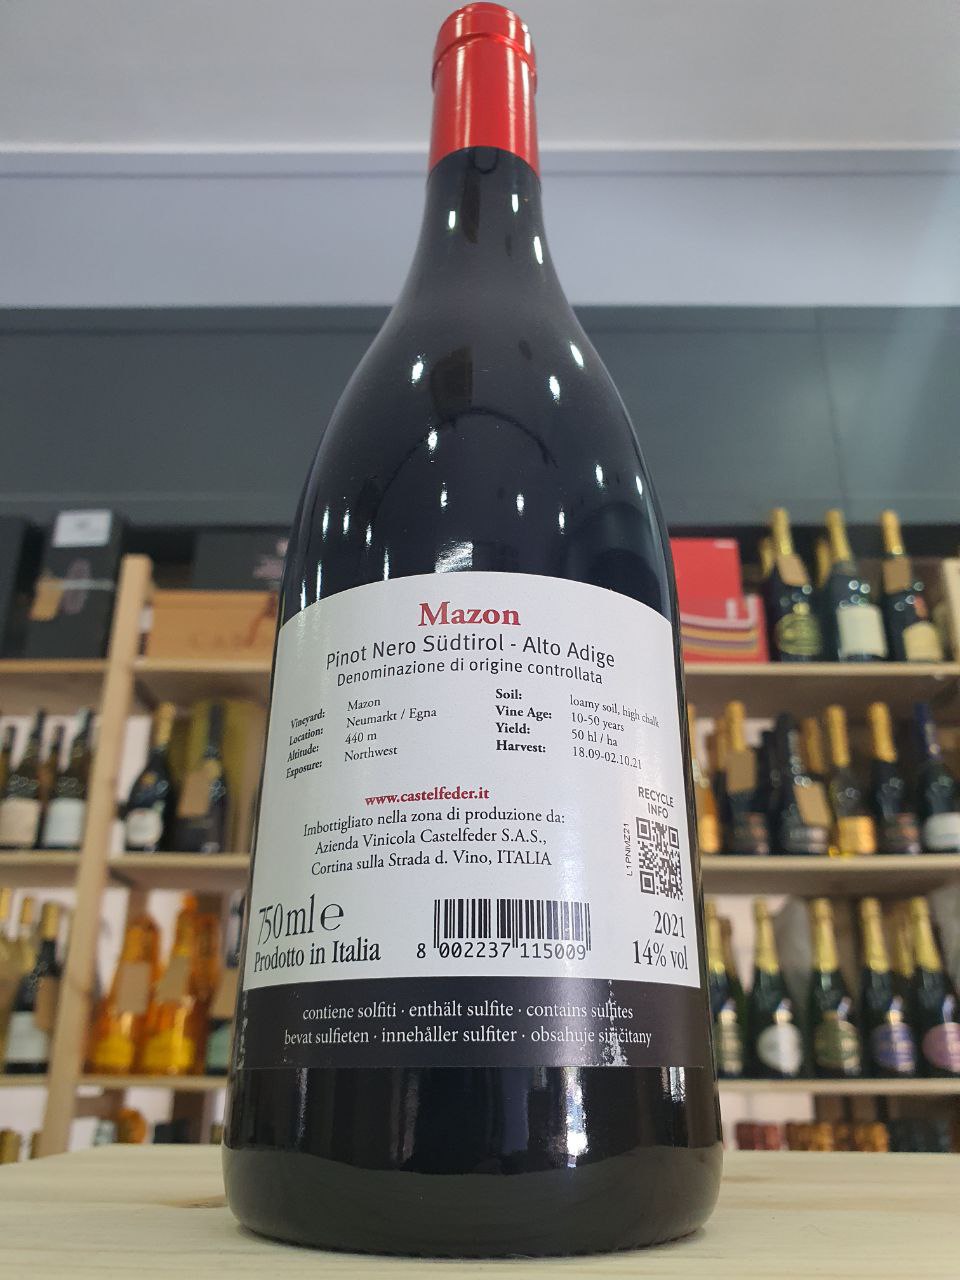 Mazon
Pinot Nero Südtirol - Alto Adige
Denominazione di origine controllata
Vineyard: Mazon
Location: Neumarkt / Egna
Altitude: 440 m
Exposure: Northwest
Soil: loamy soil, high chalk
Vine Age: 10-50 years
Yield: 50 hl / ha
Harvest: 18.09-02.10.21
www.castelfeder.it
Imbottigliato nella zona di produzione da:
Azienda Vinicola Castelfeder S.A.S.,
Cortina sulla Strada d. Vino, ITALIA
RECYCLE
INFO
L1PNMZ21
750ml e
Prodotto in Italia
8 002237 115009
2021
14% vol
contiene solfiti · enthält sulfite · contains sulfites
bevat sulfieten · innehåller sulfiter · obsahuje siričitany